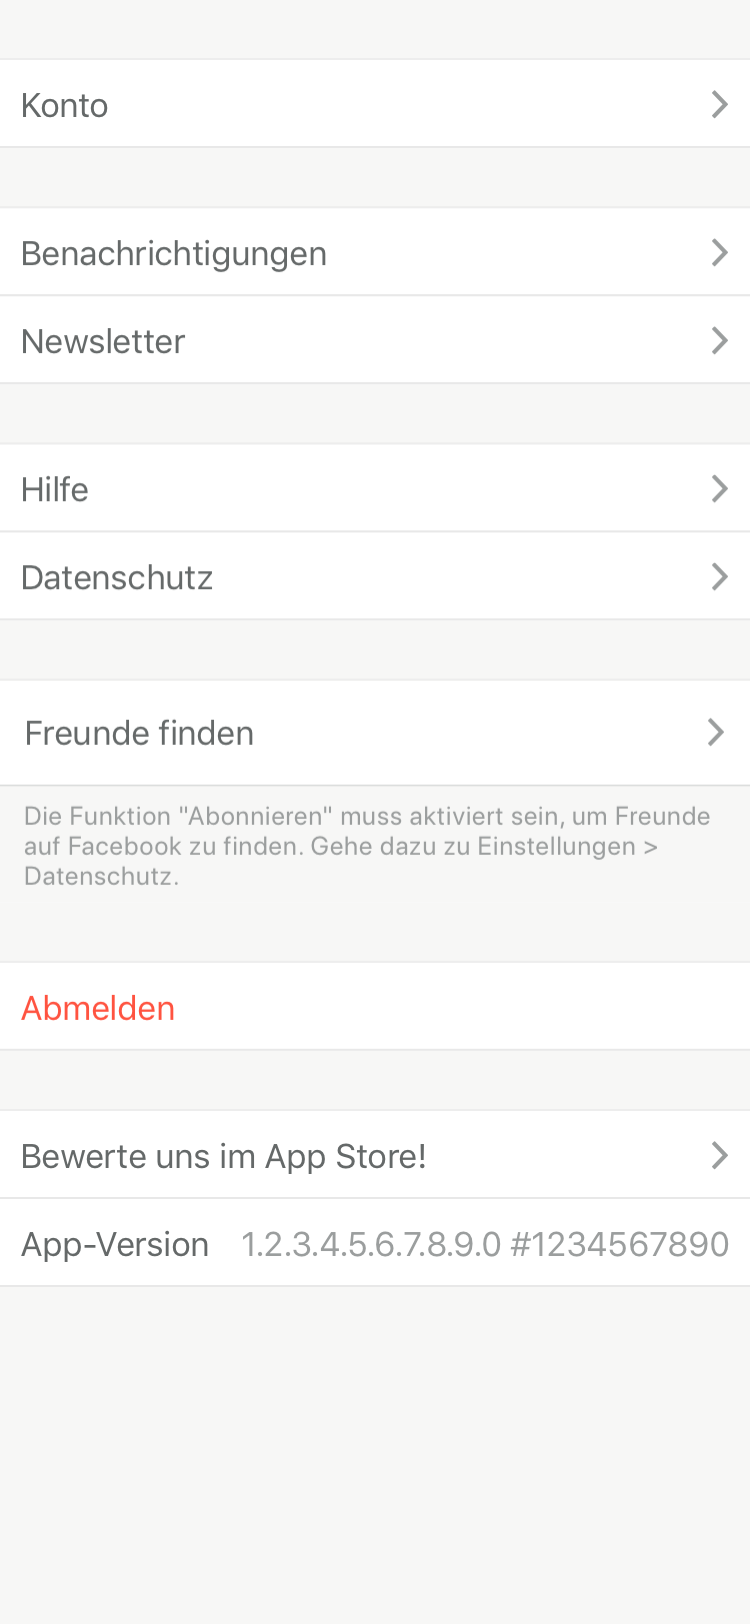 Konto
Benachrichtigungen
Newsletter
Hilfe
Datenschutz
Freunde finden
Die Funktion "Abonnieren" muss aktiviert sein, um Freunde
auf Facebook zu finden. Gehe dazu zu Einstellungen >
Datenschutz.
Abmelden
Bewerte uns im App Store!
App-Version 1.2.3.4.5.6.7.8.9.0 #1234567890